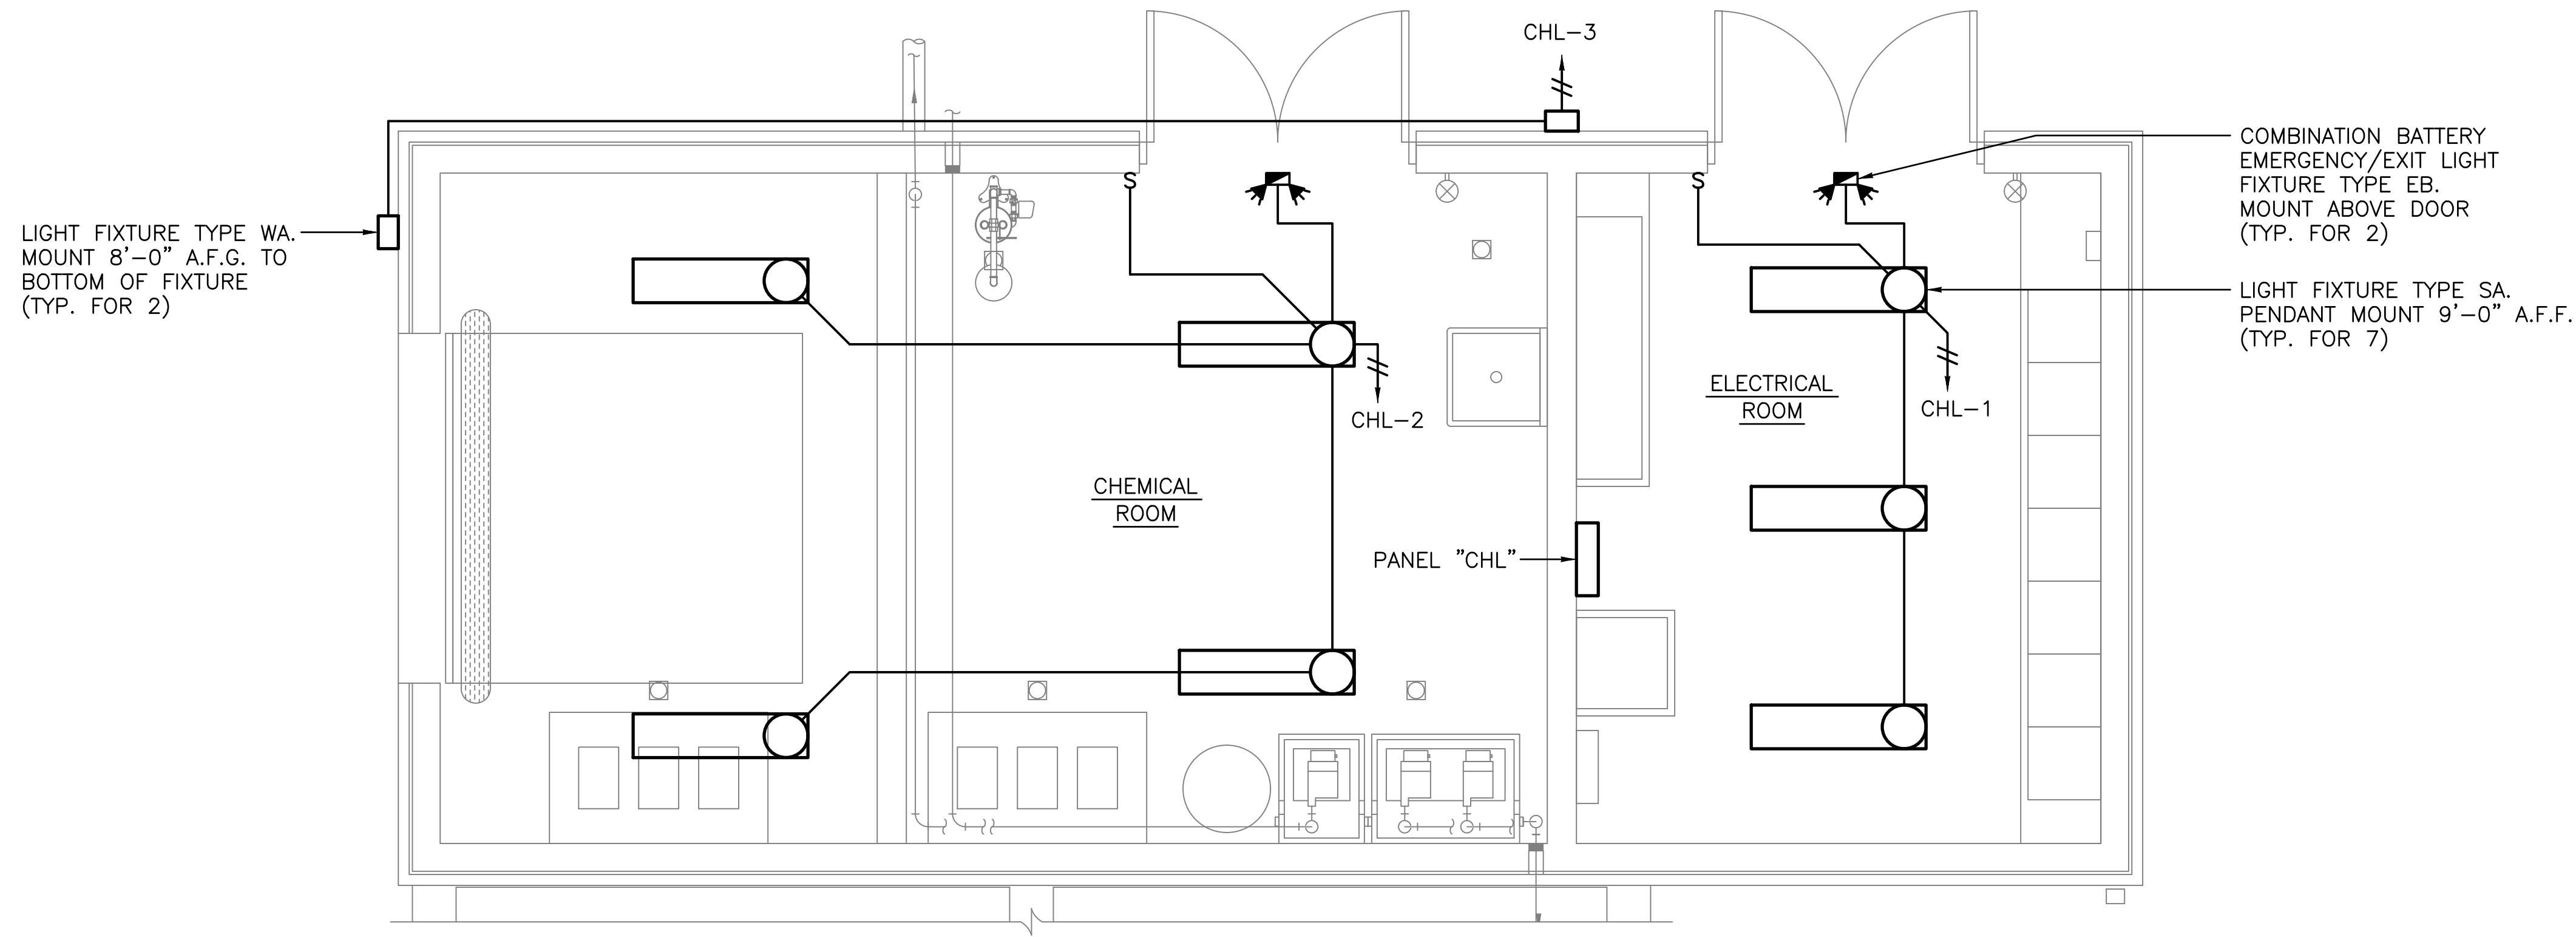 CHL-3
COMBINATION BATTERY
EMERGENCY/EXIT LIGHT
FIXTURE TYPE EB.
MOUNT ABOVE DOOR
(TYP. FOR 2)
S
S
LIGHT FIXTURE TYPE WA.
MOUNT 8'-0" A.F.G. TO
BOTTOM OF FIXTURE
(TYP. FOR 2)
LIGHT FIXTURE TYPE SA.
PENDANT MOUNT 9'-0" A.F.F.
(TYP. FOR 7)
ELECTRICAL
ROOM
CHL-1
CHL-2
CHEMICAL
ROOM
PANEL "CHL"